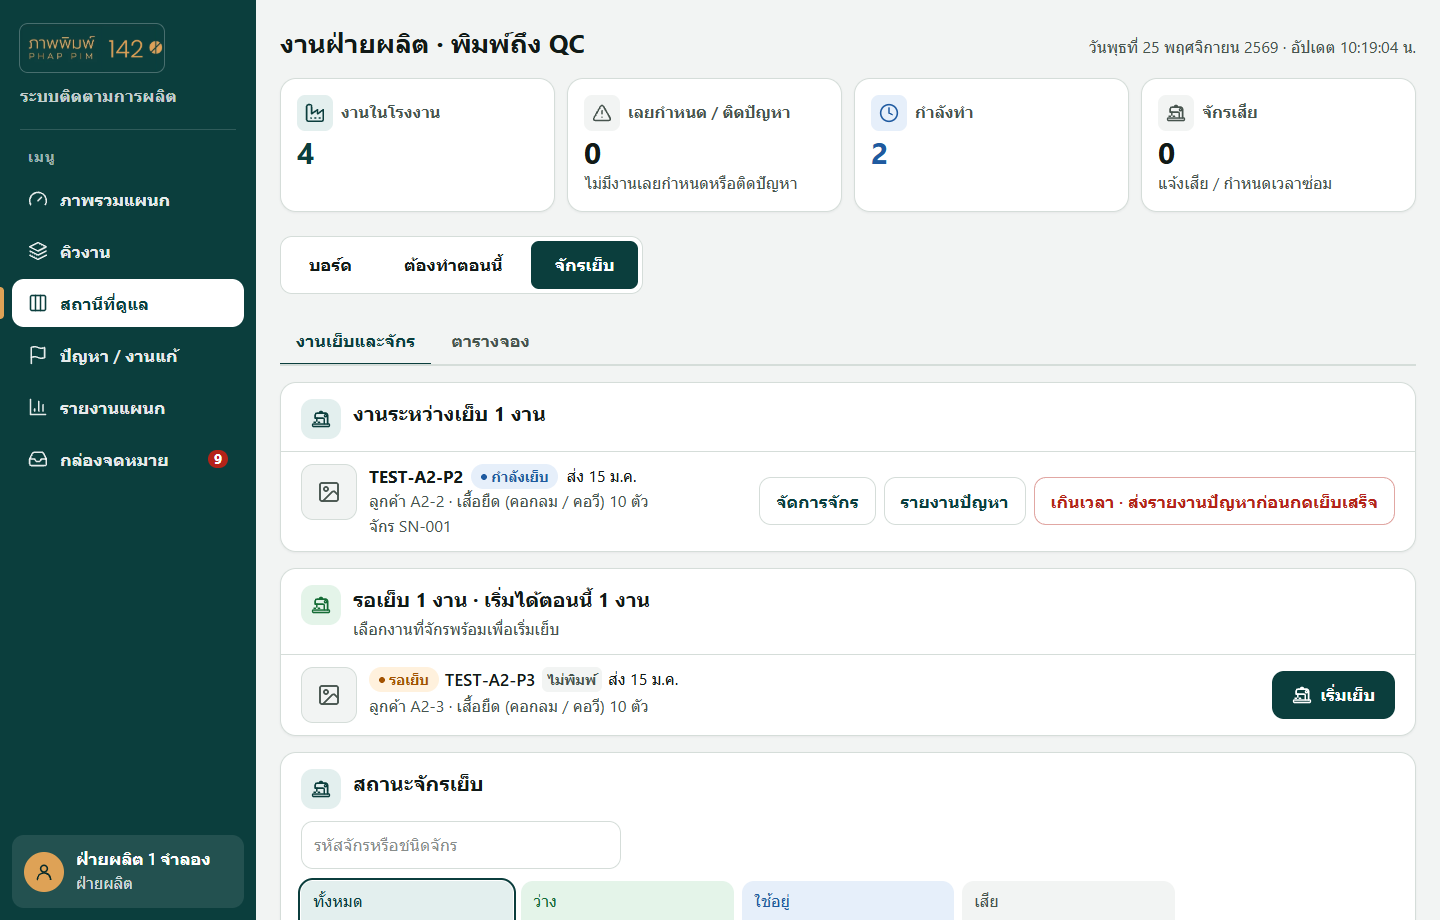 ภาพพิมพ์ 142
PHAP PIM
ระบบติดตามการผลิต
เมนู
ภาพรวมแผนก
คิวงาน
สถานีที่ดูแล
ปัญหา / งานแก้
รายงานแผนก
กล่องจดหมาย 9
ฝ่ายผลิต 1 จำลอง
ฝ่ายผลิต
งานฝ่ายผลิต · พิมพ์ถึง QC
วันพุธที่ 25 พฤศจิกายน 2569 · อัปเดต 10:19:04 น.
งานในโรงงาน
4
เลยกำหนด / ติดปัญหา
0
ไม่มีงานเลยกำหนดหรือติดปัญหา
กำลังทำ
2
จักรเสีย
0
แจ้งเสีย / กำหนดเวลาซ่อม
บอร์ด ต้องทำตอนนี้ จักรเย็บ
งานเย็บและจักร ตารางจอง
งานระหว่างเย็บ 1 งาน
TEST-A2-P2 กำลังเย็บ ส่ง 15 ม.ค.
ลูกค้า A2-2 · เสื้อยืด (คอกลม / คอวี) 10 ตัว
จักร SN-001
จัดการจักร รายงานปัญหา เกินเวลา · ส่งรายงานปัญหาก่อนกดเย็บเสร็จ
รอเย็บ 1 งาน · เริ่มได้ตอนนี้ 1 งาน
เลือกงานที่จักรพร้อมเพื่อเริ่มเย็บ
รอเย็บ TEST-A2-P3 ไม่พิมพ์ ส่ง 15 ม.ค.
ลูกค้า A2-3 · เสื้อยืด (คอกลม / คอวี) 10 ตัว
เริ่มเย็บ
สถานะจักรเย็บ
รหัสจักรหรือชนิดจักร
ทั้งหมด ว่าง ใช้อยู่ เสีย